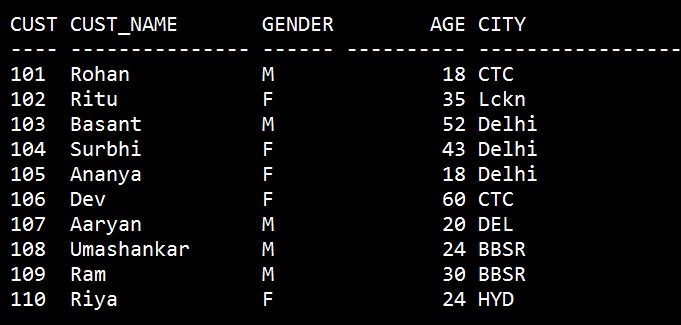 CUST CUST_NAME       GENDER        AGE CITY
---- --------------- ------ ---------- -----------------
101  Rohan           M              18 CTC
102  Ritu            F              35 Lckn
103  Basant          M              52 Delhi
104  Surbhi          F              43 Delhi
105  Ananya          F              18 Delhi
106  Dev             F              60 CTC
107  Aaryan          M              20 DEL
108  Umashankar      M              24 BBSR
109  Ram             M              30 BBSR
110  Riya            F              24 HYD